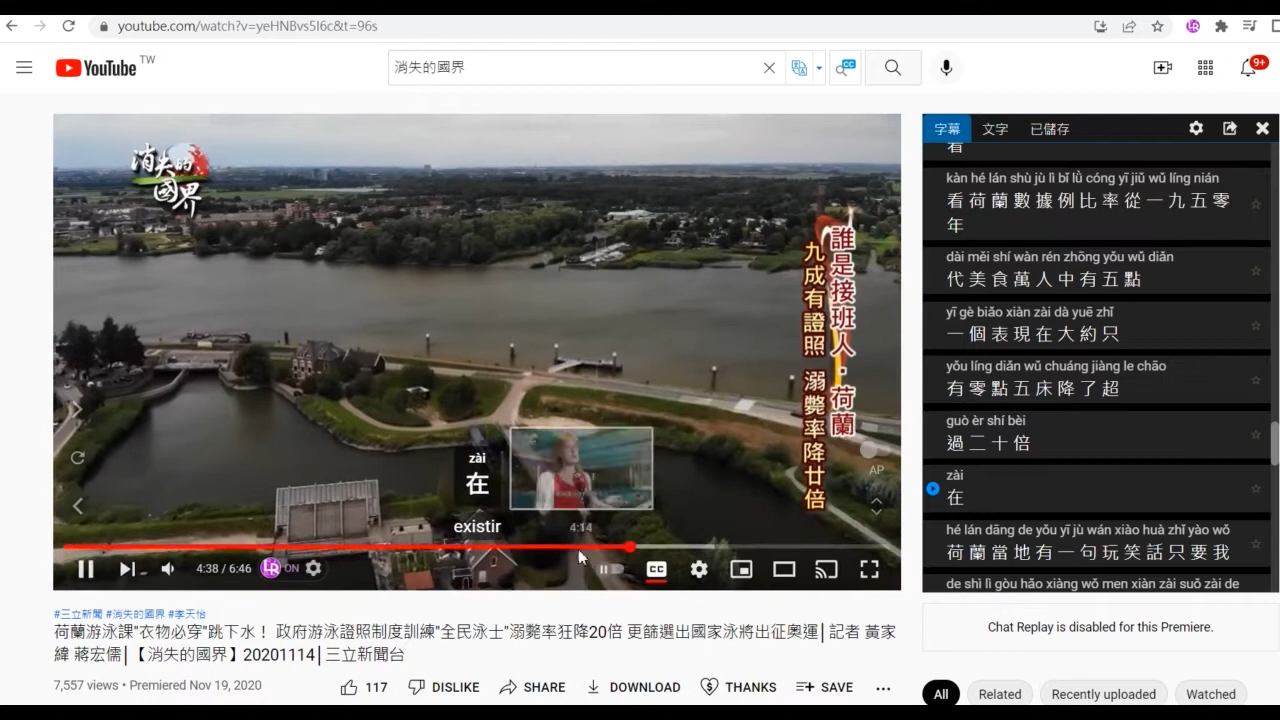 youtube.com/watch?v=yeHNBvs5I6c&t=96s
YouTube TW
消失的國界
CC
9+
消失的
國界
誰是接班人·荷蘭
九成有證照 溺斃率降廿倍
AP
zài
在
existir
4:14
4:38 / 6:46
LR ON
CC
#三立新聞 #消失的國界 #李天怡
荷蘭游泳課"衣物必穿"跳下水！ 政府游泳證照制度訓練"全民泳士"溺斃率狂降20倍 更篩選出國家泳將出征奧運│記者 黃家
緯 蔣宏儒│【消失的國界】20201114│三立新聞台
7,557 views • Premiered Nov 19, 2020
117
DISLIKE
SHARE
DOWNLOAD
THANKS
SAVE
字幕 文字 已儲存
看
kàn hé lán shù jù lì bǐ lǜ cóng yī jiǔ wǔ líng nián
看荷蘭數據例比率從一九五零
年
dài měi shí wàn rén zhōng yǒu wǔ diǎn
代美食萬人中有五點
yī gè biǎo xiàn zài dà yuē zhǐ
一個表現在大約只
yǒu líng diǎn wǔ chuáng jiàng le chāo
有零點五床降了超
guò èr shí bèi
過二十倍
zài
在
hé lán dāng de yǒu yī jù wán xiào huà zhǐ yào wǒ
荷蘭當地有一句玩笑話只要我
de shì lì gòu hǎo xiàng wǒ men xiàn zài suǒ zài de
Chat Replay is disabled for this Premiere.
All
Related
Recently uploaded
Watched